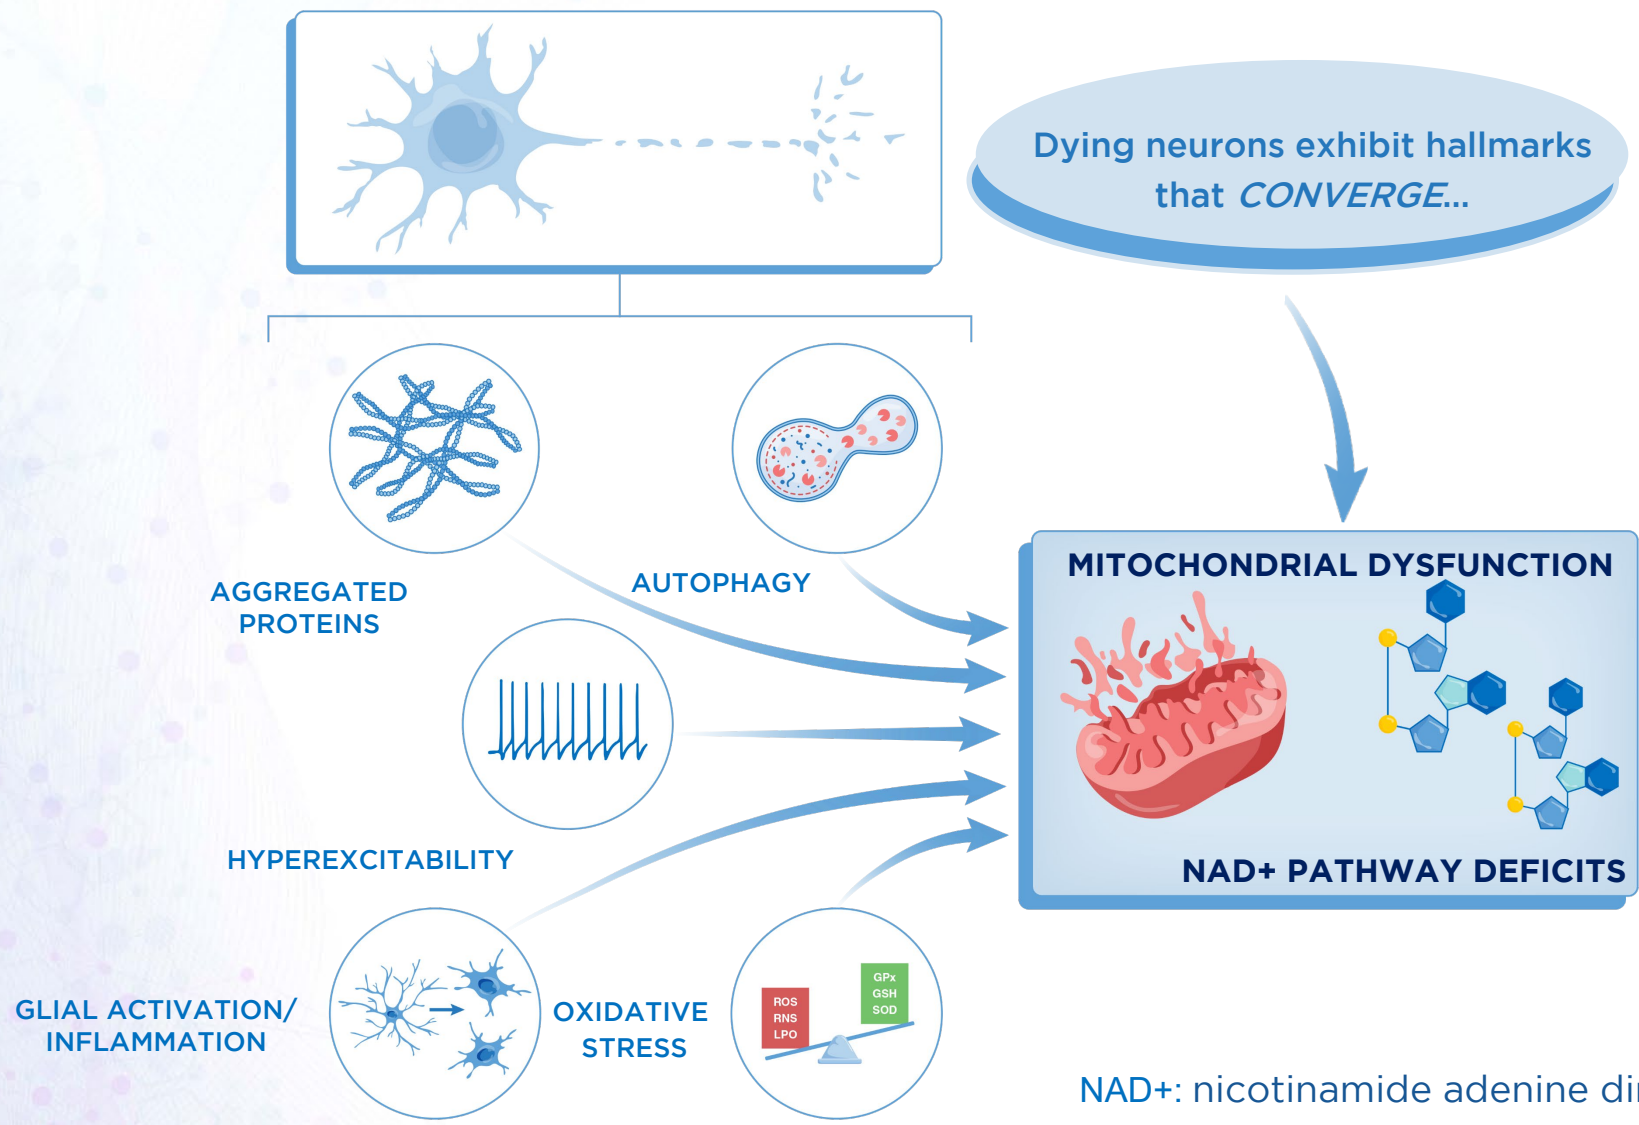 Dying neurons exhibit hallmarks
that CONVERGE...
AGGREGATED
PROTEINS
AUTOPHAGY
MITOCHONDRIAL DYSFUNCTION
NAD+ PATHWAY DEFICITS
HYPEREXCITABILITY
GLIAL ACTIVATION/
INFLAMMATION
OXIDATIVE
STRESS
ROS
RNS
LPO
GPx
GSH
SOD
NAD+: nicotinamide adenine